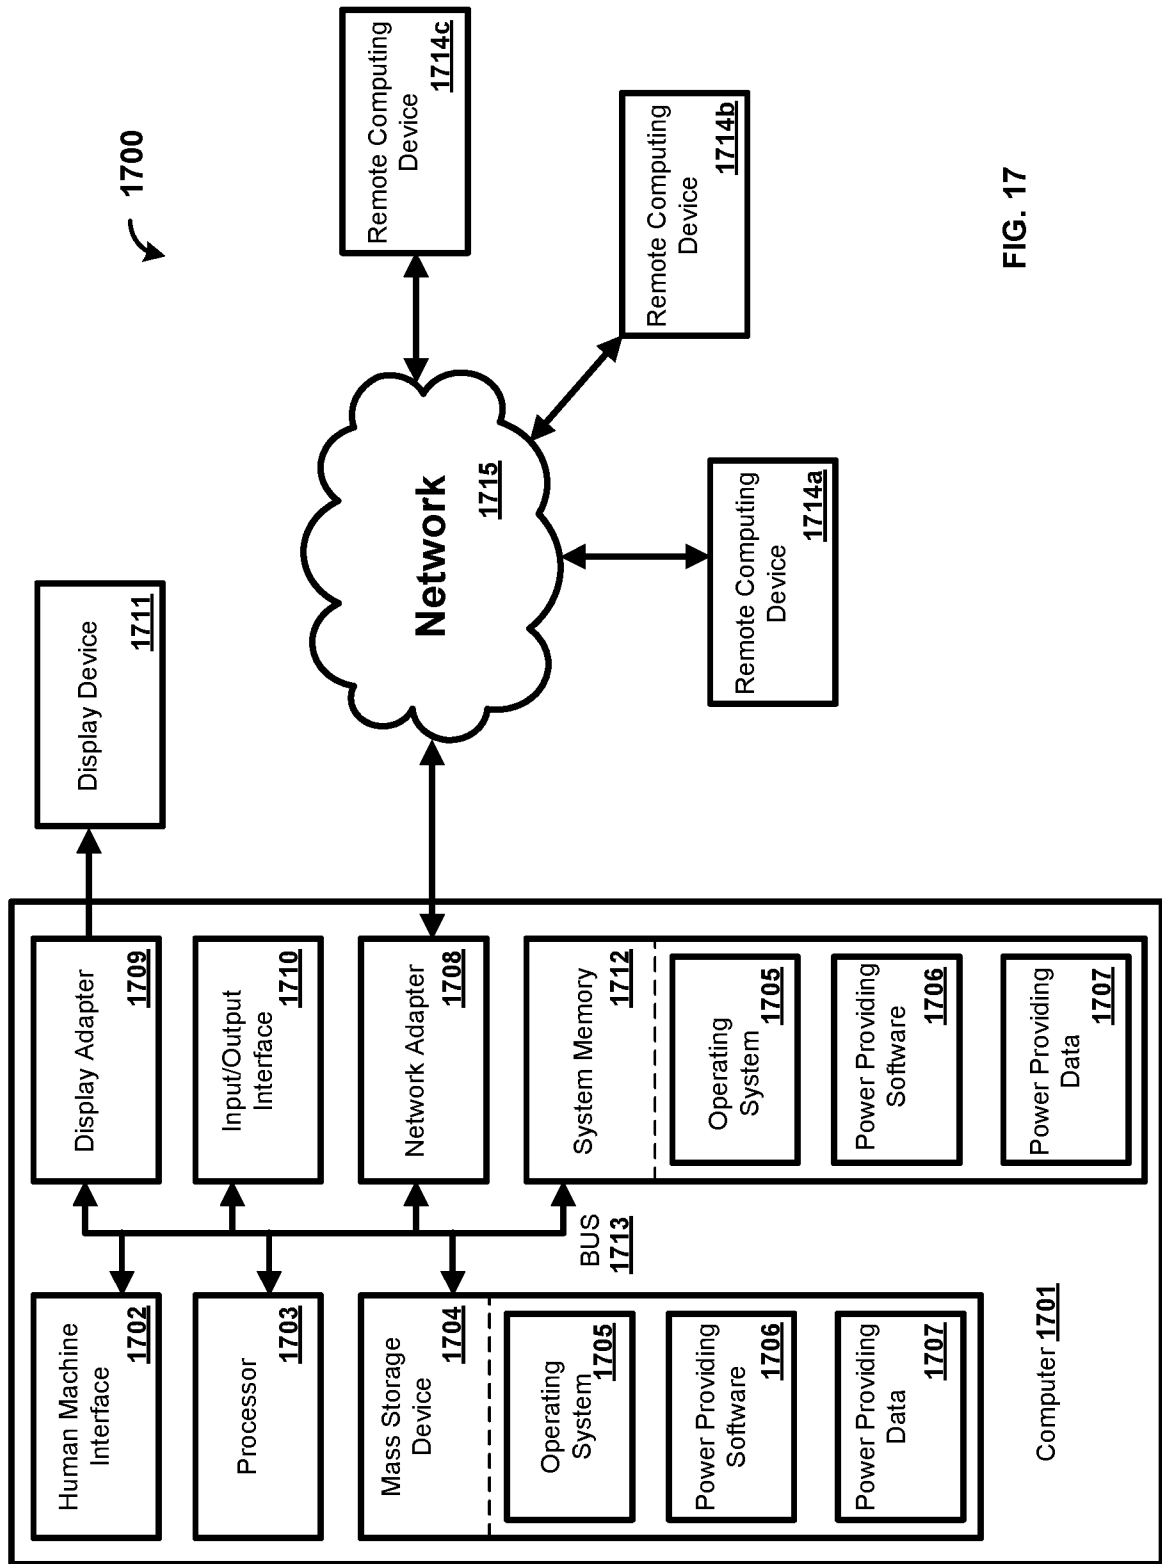 1700
Human Machine
Interface
1702
Processor
1703
Mass Storage
Device
1704
Operating
System
1705
Power Providing
Software
1706
Power Providing
Data
1707
Computer 1701
BUS
1713
Display Adapter
1709
Input/Output
Interface
1710
Network Adapter
1708
System Memory
1712
Operating
System
1705
Power Providing
Software
1706
Power Providing
Data
1707
Display Device
1711
Network
1715
Remote Computing
Device
1714a
Remote Computing
Device
1714b
Remote Computing
Device
1714c
FIG. 17